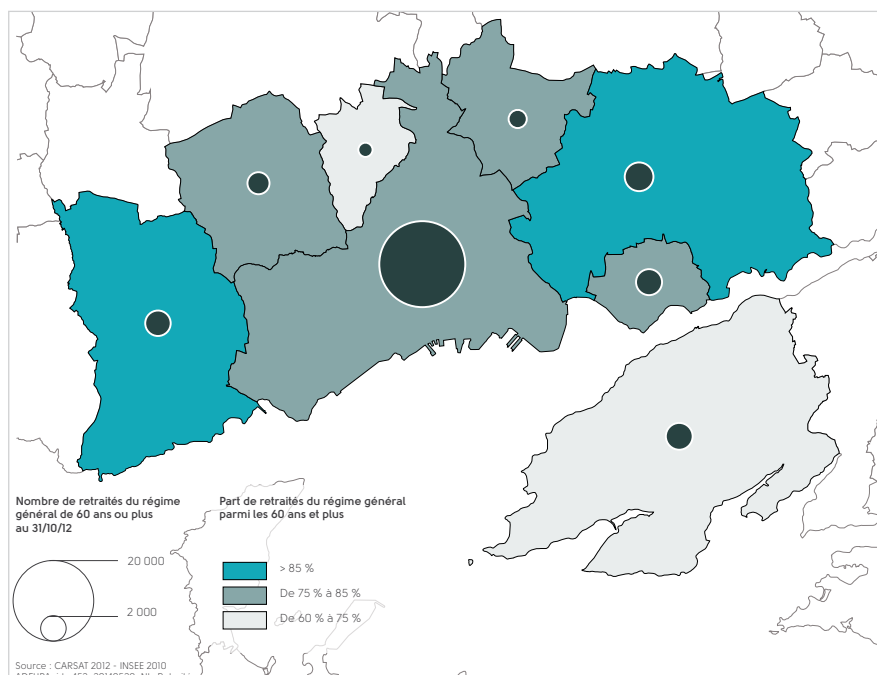 Nombre de retraités du régime
général de 60 ans ou plus
au 31/10/12
20 000
2 000
Part de retraités du régime général
parmi les 60 ans et plus
> 85 %
De 75 % à 85 %
De 60 % à 75 %
Source : CARSAT 2012 - INSEE 2010